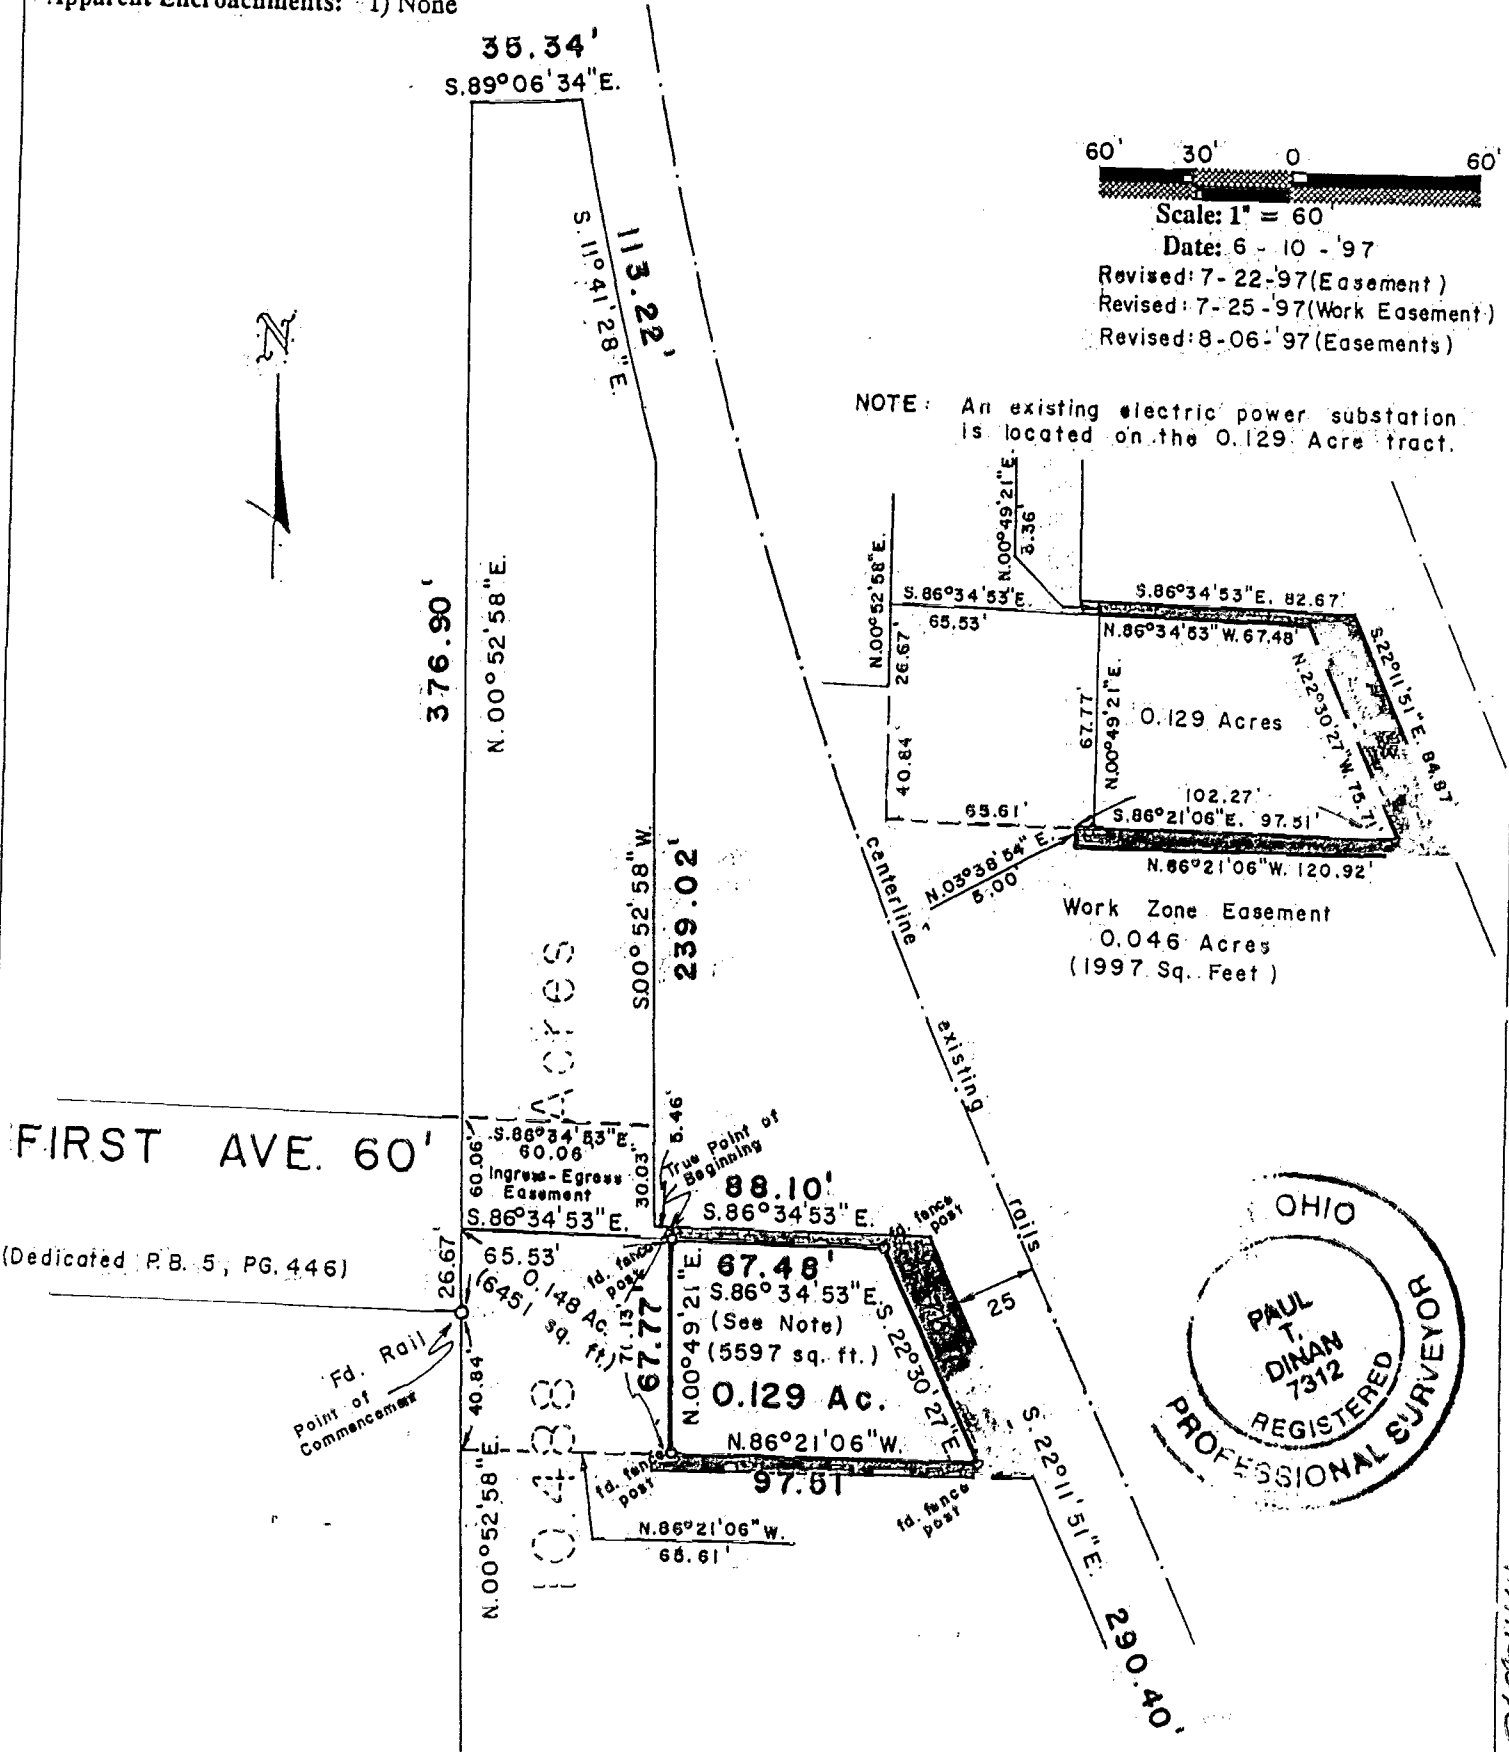 Apparent Encroachments: 1) None
35.34'
S.89°06'34"E.
60' 30' 0 60'
Scale: 1" = 60'
Date: 6 - 10 - '97
Revised: 7-22-'97 (Easement)
Revised: 7-25-'97 (Work Easement)
Revised: 8-06-'97 (Easements)
N
S. 11°41'28"E.
113.22'
NOTE: An existing electric power substation
is located on the 0.129 Acre tract.
376.90'
N.00°52'58"E.
S.00°52'58"W.
239.02'
N.00°52'58"E.
N.00°49'21"E.
8.36'
S.86°34'53"E.
65.53'
26.67'
40.84'
S.86°34'53"E. 82.67'
N.86°34'53"W. 67.48'
S.22°11'51"E. 84.87'
N.22°30'27"W. 75.71'
67.77'
N.00°49'21"E.
0.129 Acres
65.61'
102.27'
S.86°21'06"E. 97.51'
N.03°38'54"E.
5.00'
N.86°21'06"W. 120.92'
Work Zone Easement
0.046 Acres
(1997 Sq. Feet)
centerline existing rails
10.4388 Acres
FIRST AVE. 60'
(Dedicated P.B. 5, PG. 446)
S.86°34'53"E.
60.06'
Ingress-Egress
Easement
60.06'
30.03'
5.46'
True Point of
Beginning
S.86°34'53"E.
65.53'
26.67'
0.148 Ac.
(6451 sq. ft.)
88.10'
S.86°34'53"E.
fd. fence
post
fd. fence
post
67.48'
S.86°34'53"E.
(See Note)
(5597 sq. ft.)
0.129 Ac.
N.00°49'21"E.
67.77'
71.13'
S.22°30'27"E.
25
Fd. Rail
Point of
Commencement
40.84'
N.86°21'06"W.
97.51'
fd. fence
post
fd. fence
post
N.86°21'06"W.
65.61'
N.00°52'58"E.
S.22°11'51"E. 290.40'
OHIO
PAUL
T.
DINAN
7312
REGISTERED
PROFESSIONAL SURVEYOR